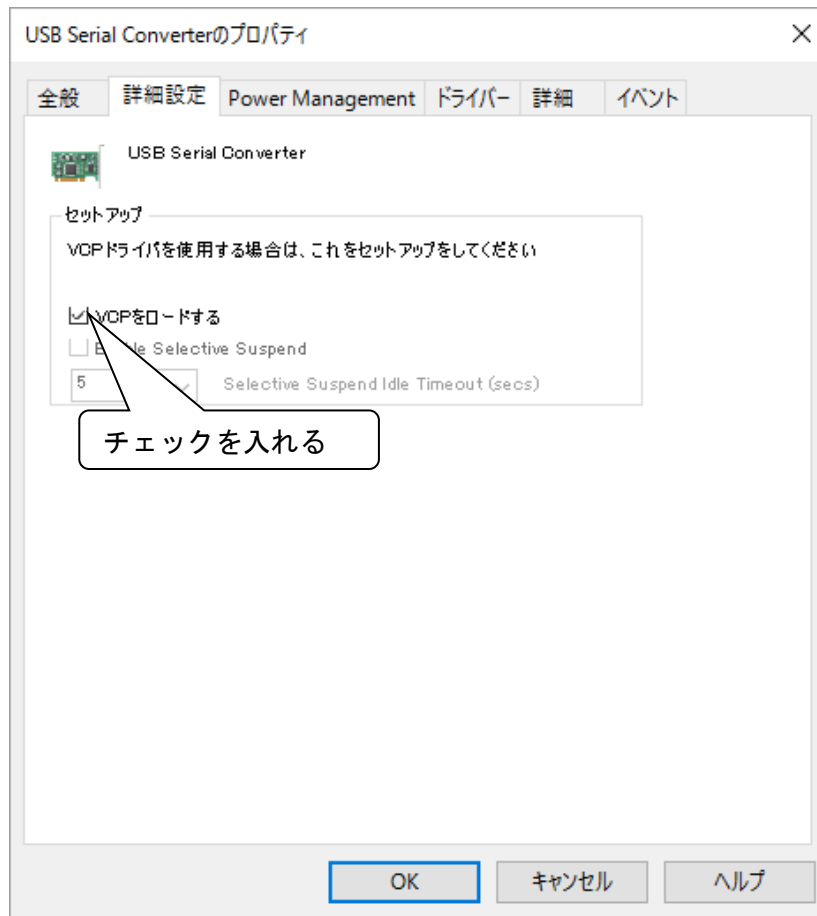 USB Serial Converterのプロパティ
全般 詳細設定 Power Management ドライバー 詳細 イベント
USB Serial Converter
セットアップ
VCPドライバを使用する場合は、これをセットアップをしてください
VCPをロードする
Enable Selective Suspend
5 Selective Suspend Idle Timeout (secs)
チェックを入れる
OK キャンセル ヘルプ